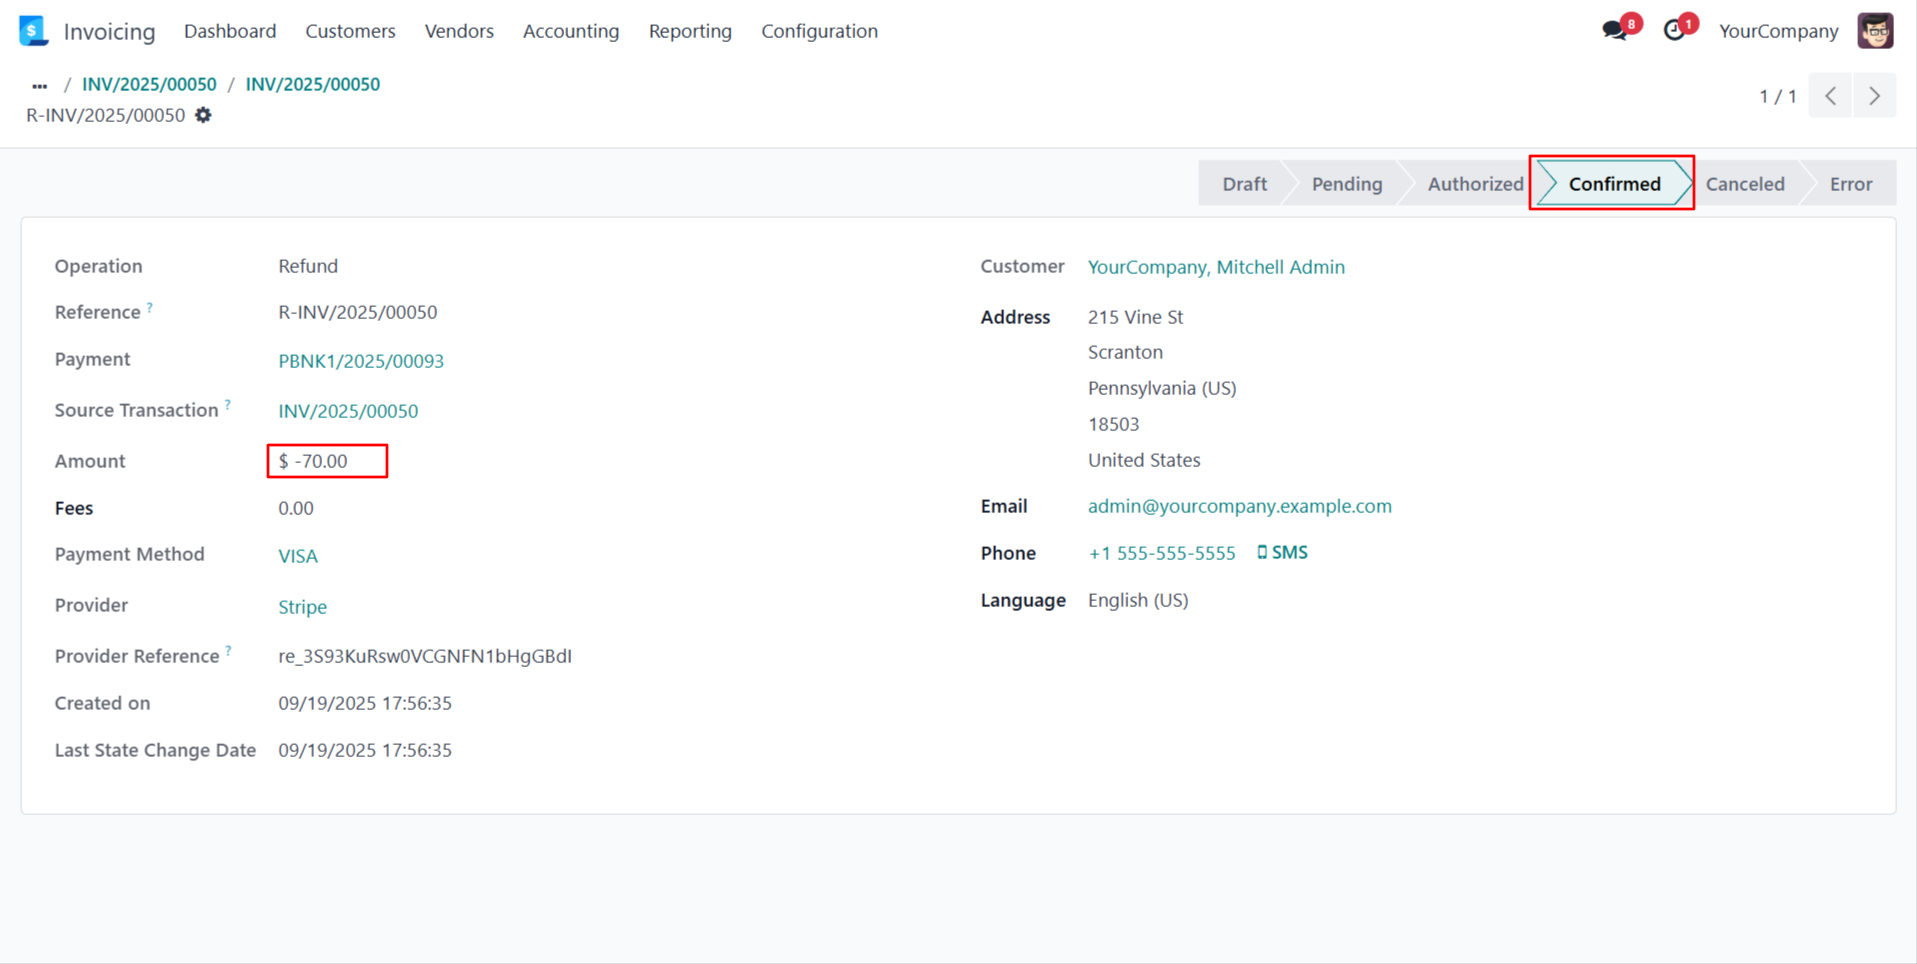 Invoicing Dashboard Customers Vendors Accounting Reporting Configuration 8 1 YourCompany
... / INV/2025/00050 / INV/2025/00050
R-INV/2025/00050
1 / 1
Draft Pending Authorized Confirmed Canceled Error
Operation Refund
Reference ? R-INV/2025/00050
Payment PBNK1/2025/00093
Source Transaction ? INV/2025/00050
Amount $ -70.00
Fees 0.00
Payment Method VISA
Provider Stripe
Provider Reference ? re_3S93KuRsw0VCGNFN1bHgGBdI
Created on 09/19/2025 17:56:35
Last State Change Date 09/19/2025 17:56:35
Customer YourCompany, Mitchell Admin
Address 215 Vine St
Scranton
Pennsylvania (US)
18503
United States
Email admin@yourcompany.example.com
Phone +1 555-555-5555 SMS
Language English (US)